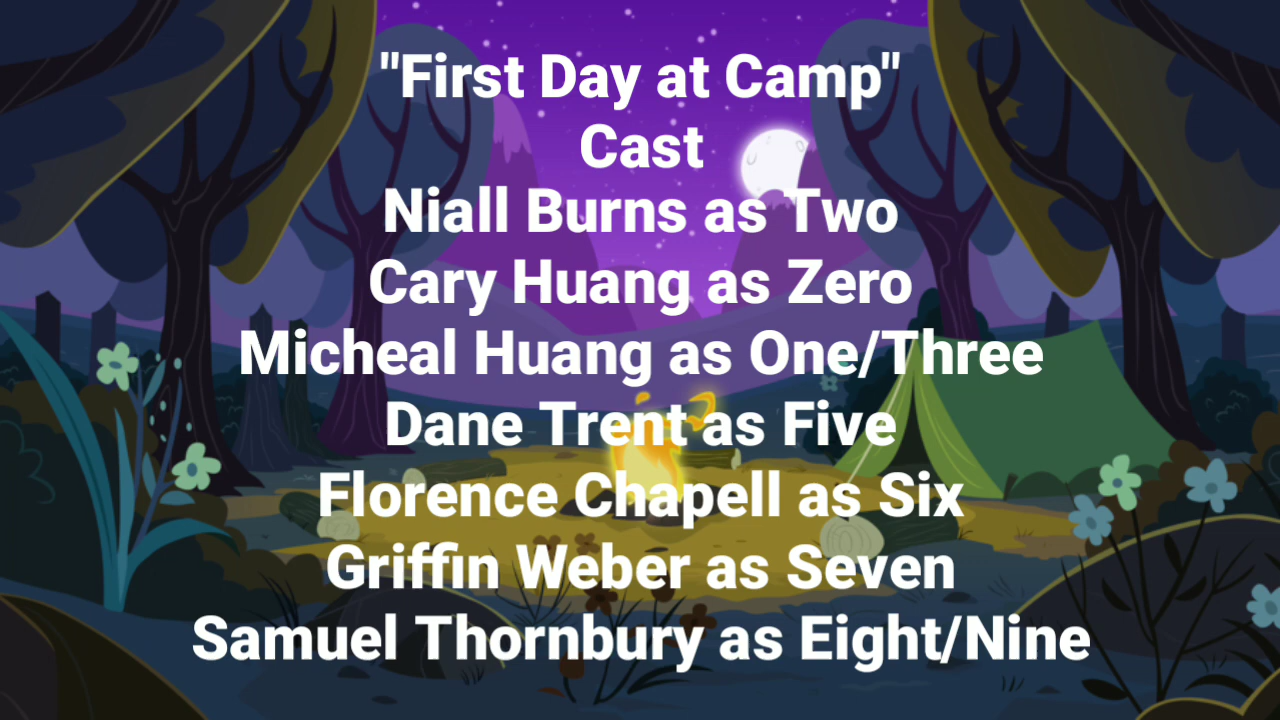 "First Day at Camp"
Cast
Niall Burns as Two
Cary Huang as Zero
Micheal Huang as One/Three
Dane Trent as Five
Florence Chapell as Six
Griffin Weber as Seven
Samuel Thornbury as Eight/Nine